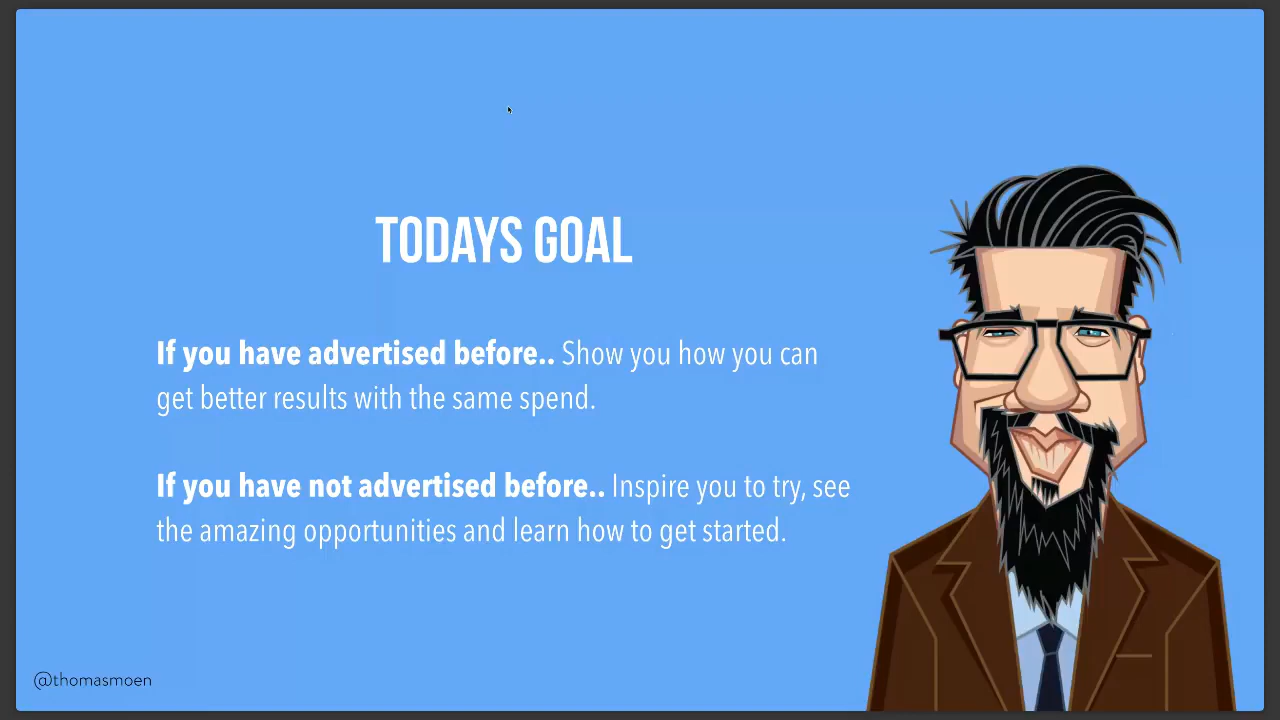 TODAYS GOAL
If you have advertised before.. Show you how you can
get better results with the same spend.
If you have not advertised before.. Inspire you to try, see
the amazing opportunities and learn how to get started.
@thomasmoen